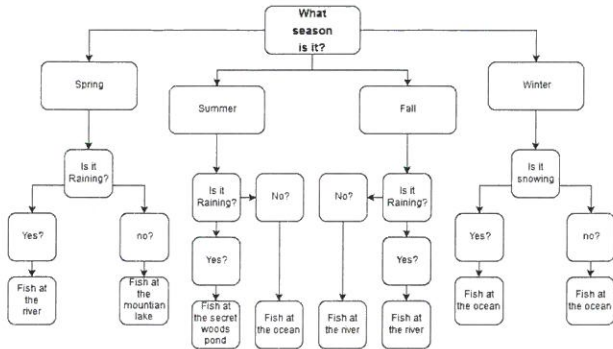 What
season
is it?
Spring
Summer
Fall
Winter
Is it
Raining?
Is it
Raining?
No?
No?
Is it
Raining?
Is it
snowing
Yes?
no?
Yes?
Yes?
Yes?
no?
Fish at
the
river
Fish at
the
mountian
lake
Fish at
the secret
woods
pond
Fish at
the ocean
Fish at
the river
Fish at
the river
Fish at
the ocean
Fish at
the ocean